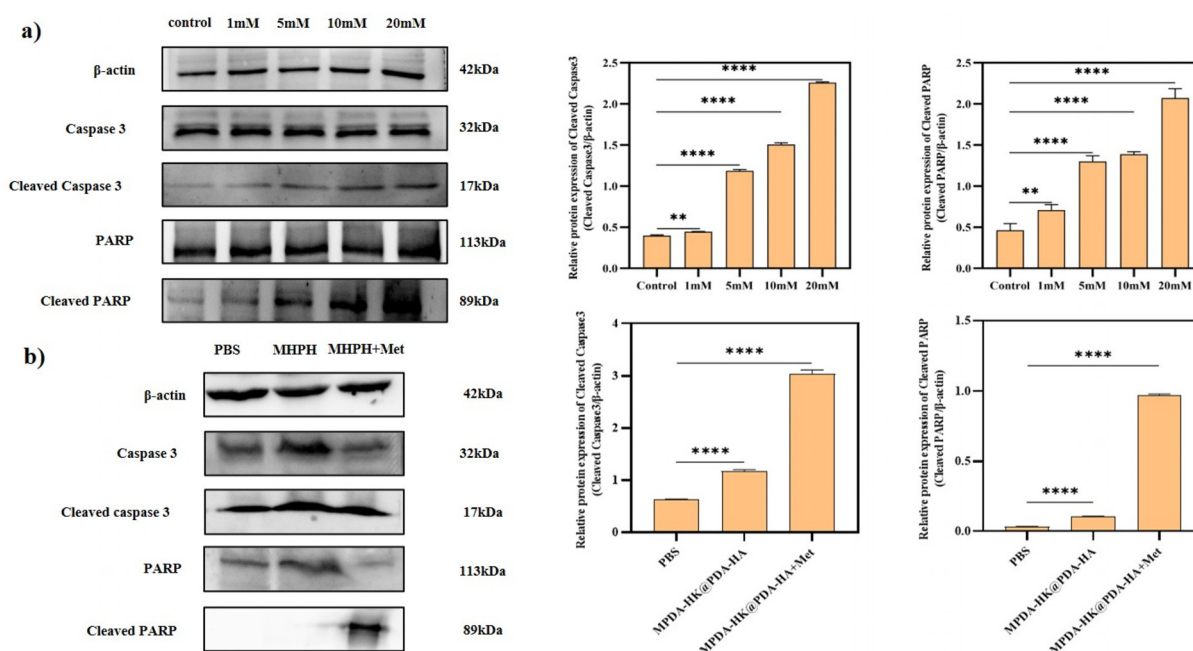 a)
control 1mM 5mM 10mM 20mM
β-actin 42kDa
Caspase 3 32kDa
Cleaved Caspase 3 17kDa
PARP 113kDa
Cleaved PARP 89kDa
b)
PBS MHPH MHPH+Met
β-actin 42kDa
Caspase 3 32kDa
Cleaved caspase 3 17kDa
PARP 113kDa
Cleaved PARP 89kDa
Relative protein expression of Cleaved Caspase3
(Cleaved Caspase3/β-actin)
2.5
2.0
1.5
1.0
0.5
0.0
****
****
****
**
Control 1mM 5mM 10mM 20mM
Relative protein expression of Cleaved PARP
(Cleaved PARP/β-actin)
2.5
2.0
1.5
1.0
0.5
0.0
****
****
****
**
Control 1mM 5mM 10mM 20mM
Relative protein expression of Cleaved Caspase3
(Cleaved Caspase3/β-actin)
4
3
2
1
0
****
****
PBS
MPDA-HK@PDA-HA
MPDA-HK@PDA-HA+Met
Relative protein expression of Cleaved PARP
(Cleaved PARP/β-actin)
1.5
1.0
0.5
0.0
****
****
PBS
MPDA-HK@PDA-HA
MPDA-HK@PDA-HA+Met